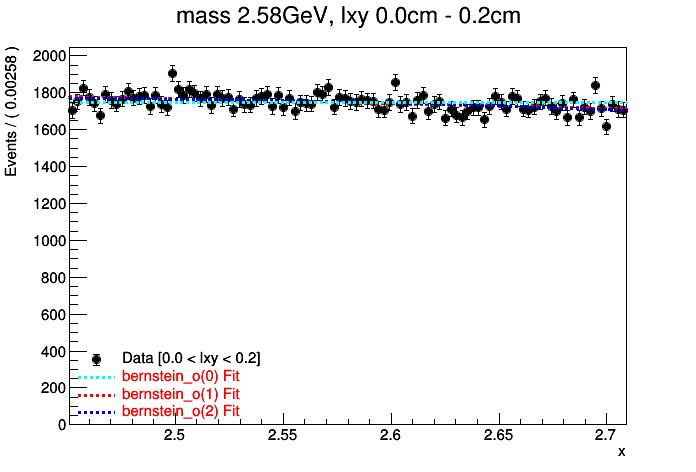 mass 2.58GeV, lxy 0.0cm - 0.2cm
Events / ( 0.00258 )
2000
1800
1600
1400
1200
1000
800
600
400
200
0
Data [0.0 < lxy < 0.2]
bernstein_o(0) Fit
bernstein_o(1) Fit
bernstein_o(2) Fit
2.5 2.55 2.6 2.65 2.7
x